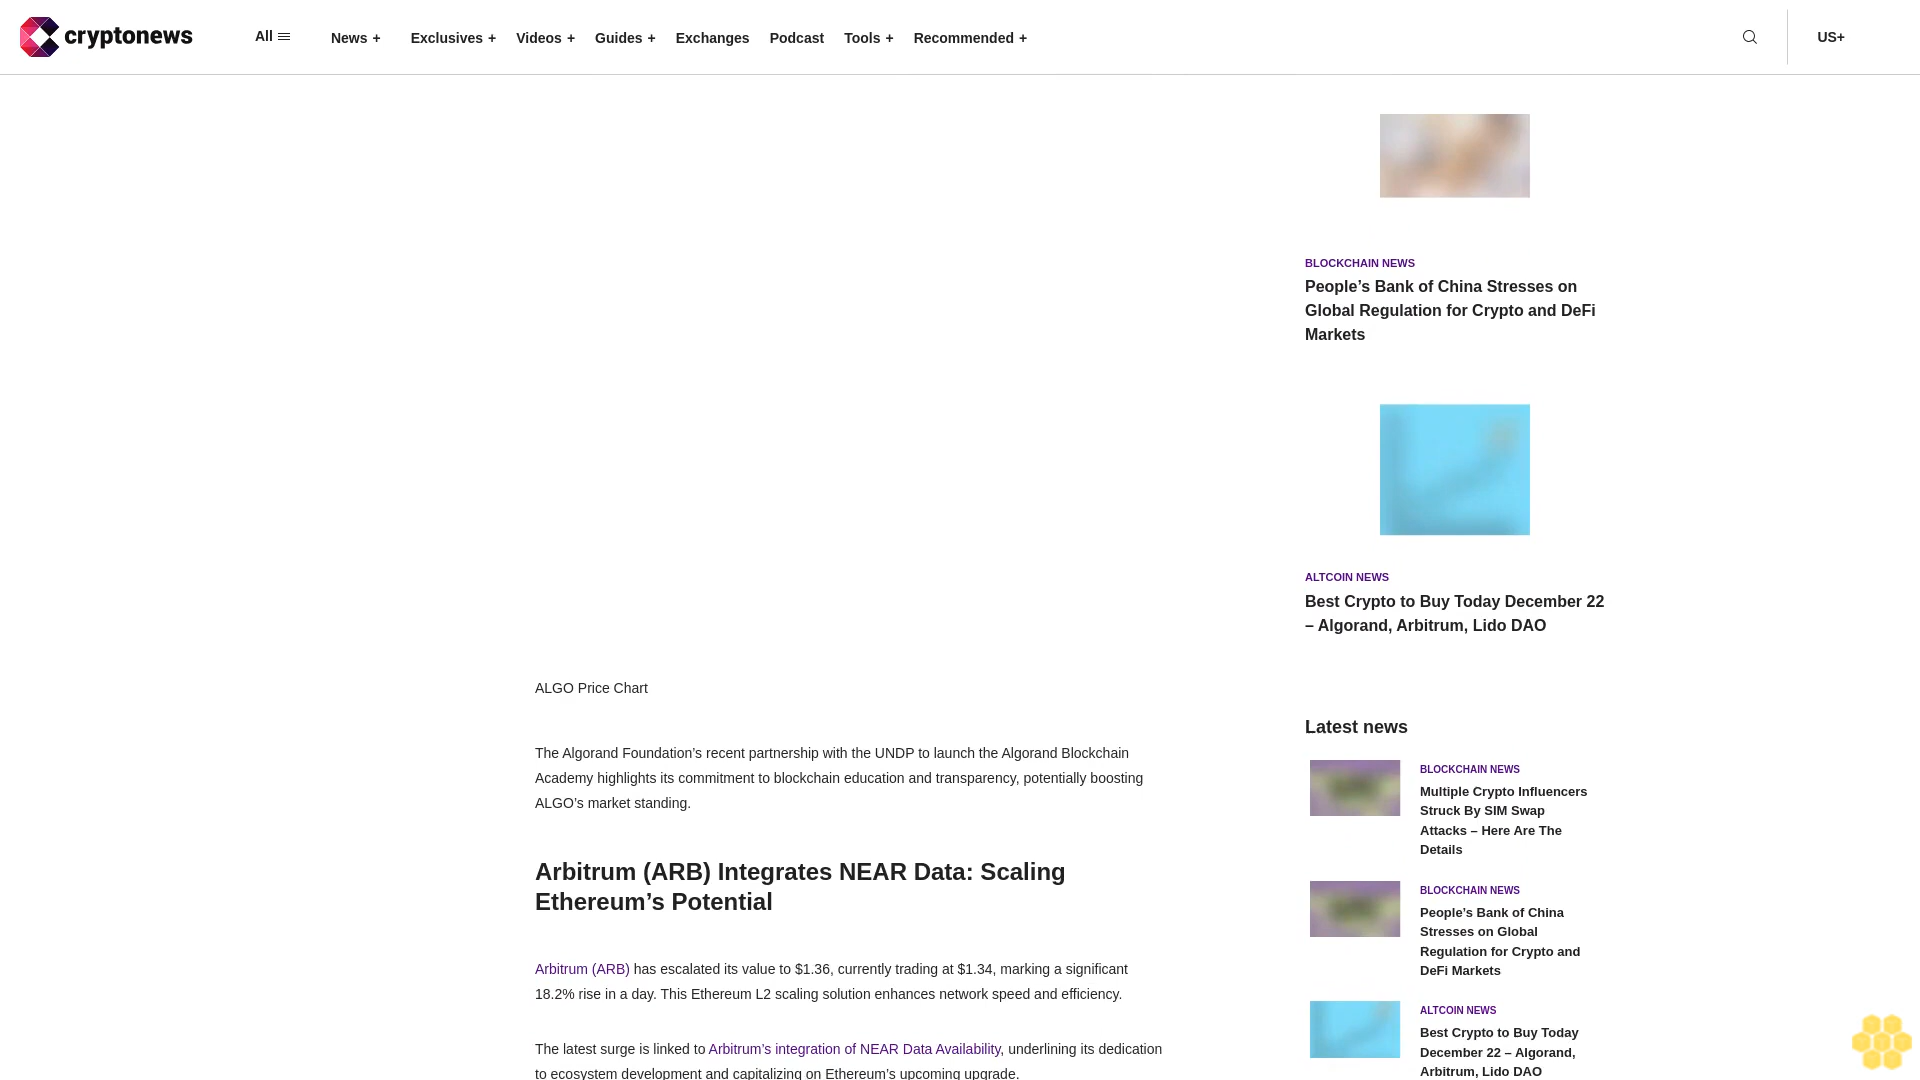 cryptonews
All
News +
Exclusives +
Videos +
Guides +
Exchanges
Podcast
Tools +
Recommended +
US+
BLOCKCHAIN NEWS
People’s Bank of China Stresses on
Global Regulation for Crypto and DeFi
Markets
ALTCOIN NEWS
Best Crypto to Buy Today December 22
– Algorand, Arbitrum, Lido DAO
ALGO Price Chart
The Algorand Foundation’s recent partnership with the UNDP to launch the Algorand Blockchain
Academy highlights its commitment to blockchain education and transparency, potentially boosting
ALGO’s market standing.
Arbitrum (ARB) Integrates NEAR Data: Scaling
Ethereum’s Potential
Arbitrum (ARB) has escalated its value to $1.36, currently trading at $1.34, marking a significant
18.2% rise in a day. This Ethereum L2 scaling solution enhances network speed and efficiency.
The latest surge is linked to Arbitrum’s integration of NEAR Data Availability, underlining its dedication
to ecosystem development and capitalizing on Ethereum’s upcoming upgrade.
Latest news
BLOCKCHAIN NEWS
Multiple Crypto Influencers
Struck By SIM Swap
Attacks – Here Are The
Details
BLOCKCHAIN NEWS
People’s Bank of China
Stresses on Global
Regulation for Crypto and
DeFi Markets
ALTCOIN NEWS
Best Crypto to Buy Today
December 22 – Algorand,
Arbitrum, Lido DAO